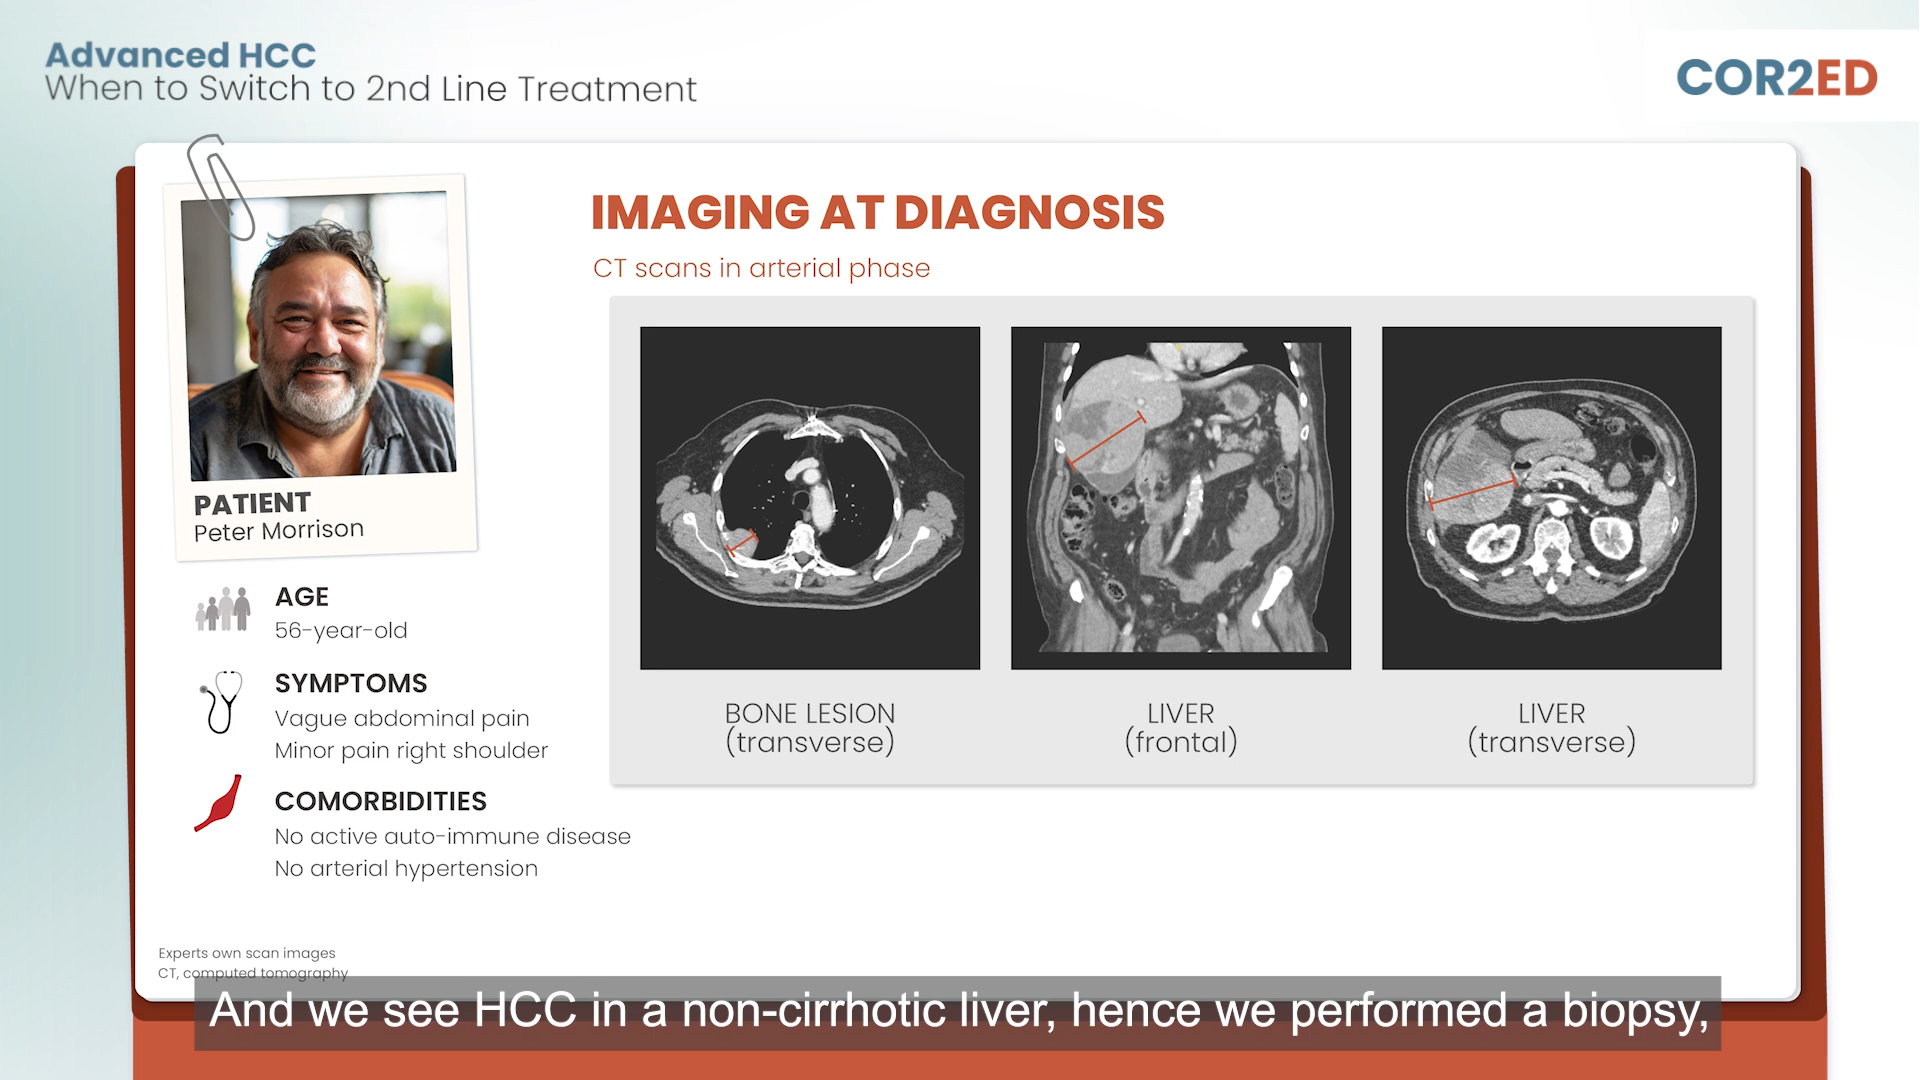 Advanced HCC
When to Switch to 2nd Line Treatment
COR2ED
IMAGING AT DIAGNOSIS
CT scans in arterial phase
PATIENT
Peter Morrison
AGE
56-year-old
SYMPTOMS
Vague abdominal pain
Minor pain right shoulder
COMORBIDITIES
No active auto-immune disease
No arterial hypertension
BONE LESION
(transverse)
LIVER
(frontal)
LIVER
(transverse)
Experts own scan images
CT, computed tomography
And we see HCC in a non-cirrhotic liver, hence we performed a biopsy,